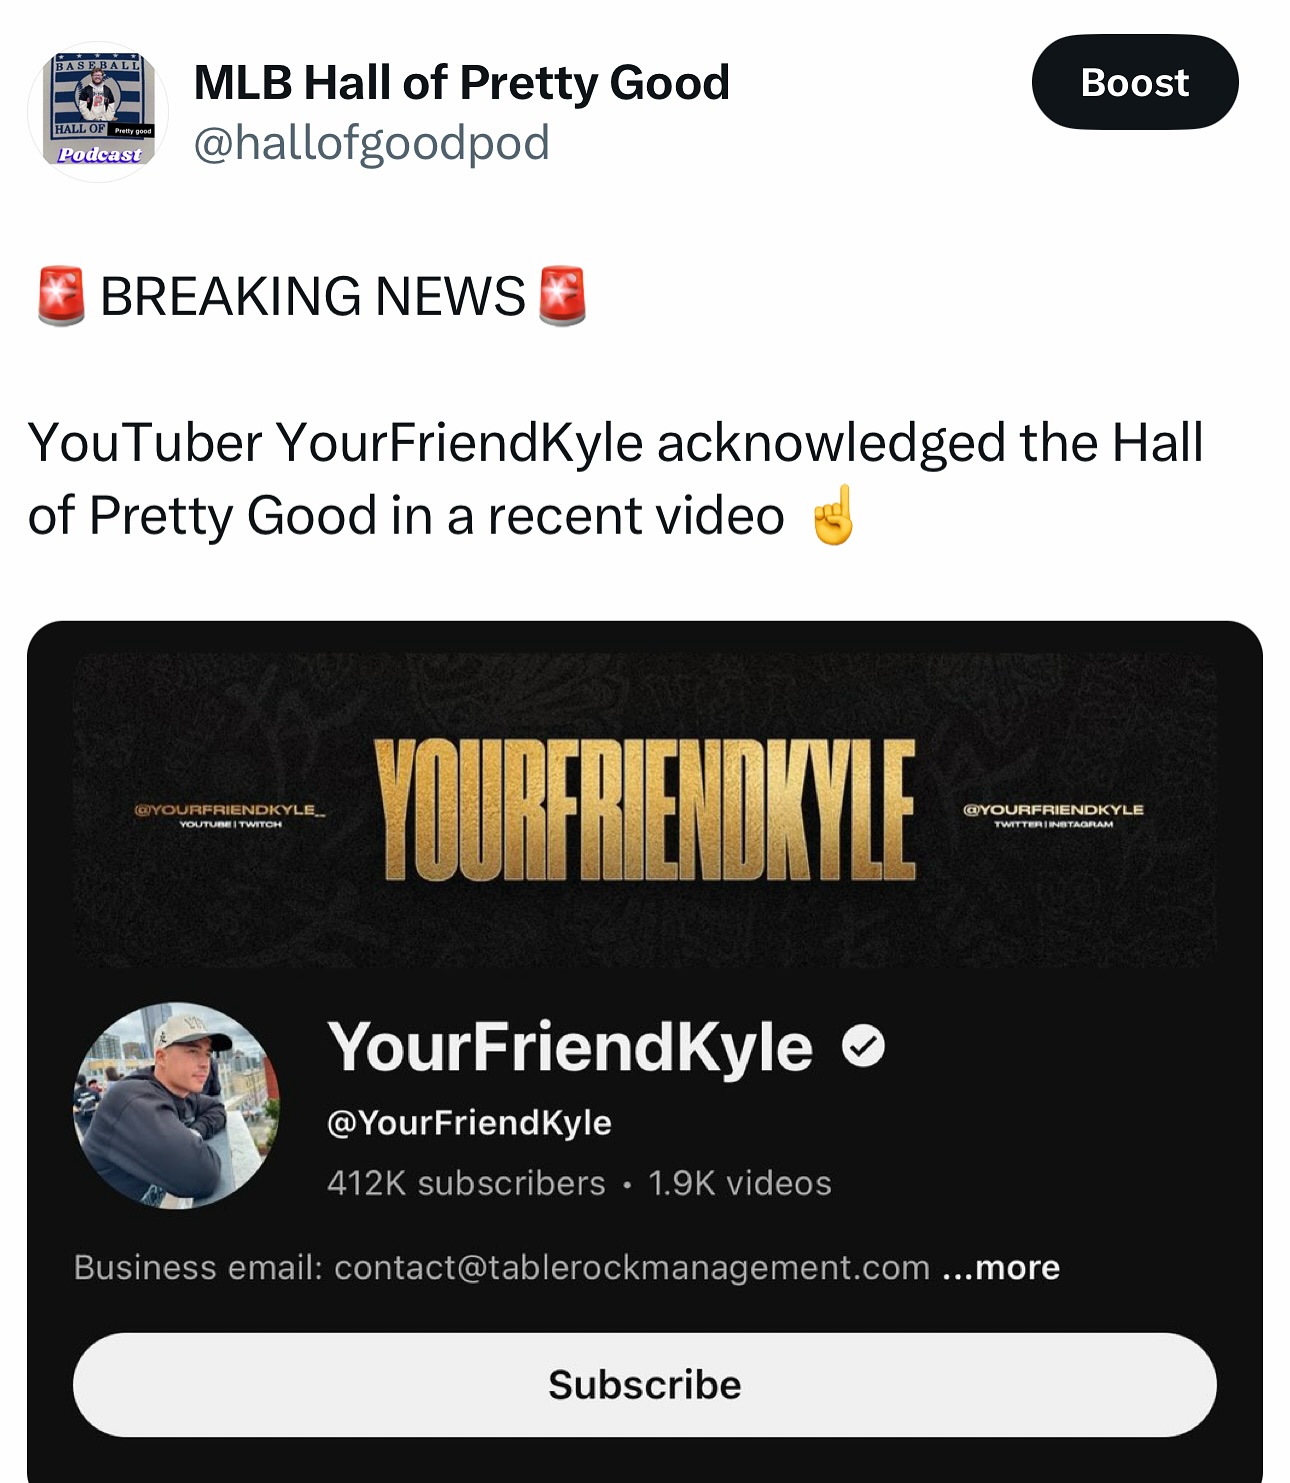 BASEBALL
HALL OF
Pretty good
Podcast
MLB Hall of Pretty Good
@hallofgoodpod
Boost
🚨 BREAKING NEWS 🚨
YouTuber YourFriendKyle acknowledged the Hall
of Pretty Good in a recent video ☝️
YOURFRIENDKYLE
@YOURFRIENDKYLE_
YOUTUBE | TWITCH
@YOURFRIENDKYLE
TWITTER | INSTAGRAM
YourFriendKyle
@YourFriendKyle
412K subscribers • 1.9K videos
Business email: contact@tablerockmanagement.com ...more
Subscribe